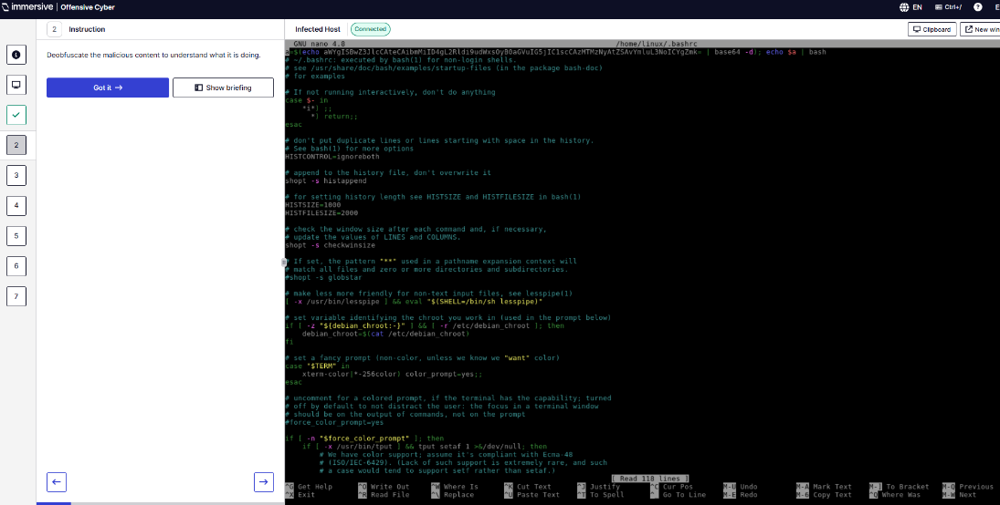 immersive | Offensive Cyber
EN
Ctrl+/
2
Instruction
Deobfuscate the malicious content to understand what it is doing.
Got it →
Show briefing
2
3
4
5
6
7
Infected Host
Connected
Clipboard
New win
GNU nano 4.8 /home/linux/.bashrc
# ~/.bashrc: executed by bash(1) for non-login shells.
# see /usr/share/doc/bash/examples/startup-files (in the package bash-doc)
# for examples
# If not running interactively, don't do anything
case $- in
*i*) ;;
*) return;;
esac
# don't put duplicate lines or lines starting with space in the history.
# See bash(1) for more options
HISTCONTROL=ignoreboth
# append to the history file, don't overwrite it
shopt -s histappend
# for setting history length see HISTSIZE and HISTFILESIZE in bash(1)
HISTSIZE=1000
HISTFILESIZE=2000
# check the window size after each command and, if necessary,
# update the values of LINES and COLUMNS.
shopt -s checkwinsize
# If set, the pattern "**" used in a pathname expansion context will
# match all files and zero or more directories and subdirectories.
#shopt -s globstar
# make less more friendly for non-text input files, see lesspipe(1)
[ -x /usr/bin/lesspipe ] && eval "$(SHELL=/bin/sh lesspipe)"
# set variable identifying the chroot you work in (used in the prompt below)
if [ -z "${debian_chroot:-}" ] && [ -r /etc/debian_chroot ]; then
debian_chroot=$(cat /etc/debian_chroot)
fi
# set a fancy prompt (non-color, unless we know we "want" color)
case "$TERM" in
xterm-color|*-256color) color_prompt=yes;;
esac
# uncomment for a colored prompt, if the terminal has the capability; turned
# off by default to not distract the user: the focus in a terminal window
# should be on the output of commands, not on the prompt
#force_color_prompt=yes
if [ -n "$force_color_prompt" ]; then
if [ -x /usr/bin/tput ] && tput setaf 1 >&/dev/null; then
# We have color support; assume it's compliant with Ecma-48
# (ISO/IEC-6429). (Lack of such support is extremely rare, and such
# a case would tend to support setf rather than setaf.)
[ Read 118 lines ]
^G Get Help ^O Write Out ^W Where Is ^K Cut Text ^J Justify ^C Cur Pos M-U Undo M-A Mark Text M-] To Bracket M-Q Previous
^X Exit ^R Read File ^\ Replace ^U Paste Text ^T To Spell ^_ Go To Line M-E Redo M-6 Copy Text ^Q Where Was M-W Next